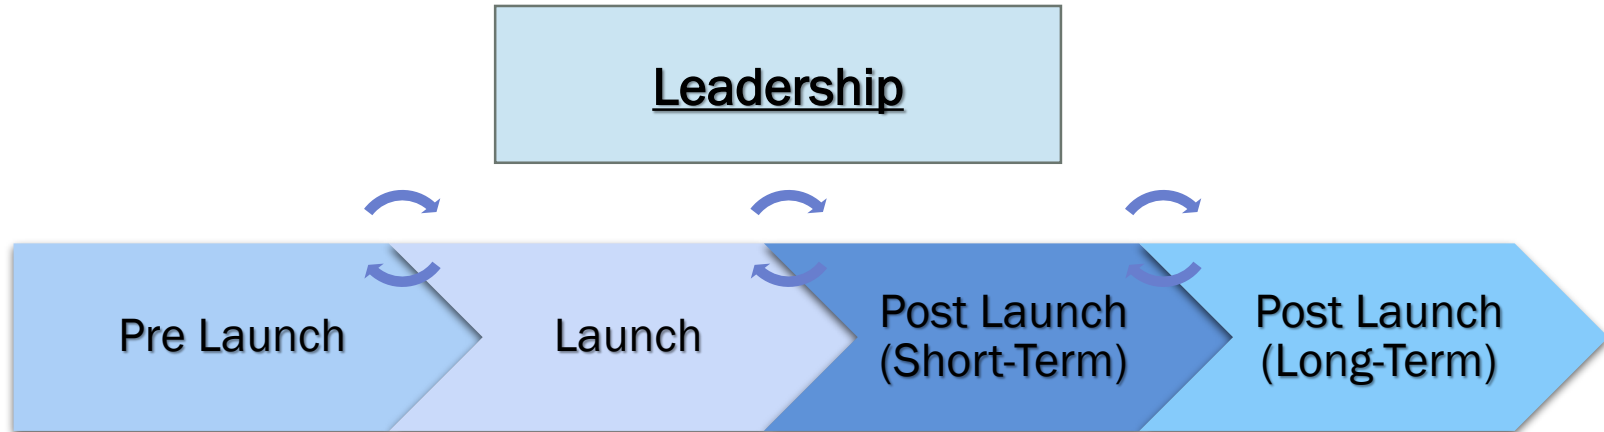 Leadership
Pre Launch
Launch
Post Launch
(Short-Term)
Post Launch
(Long-Term)